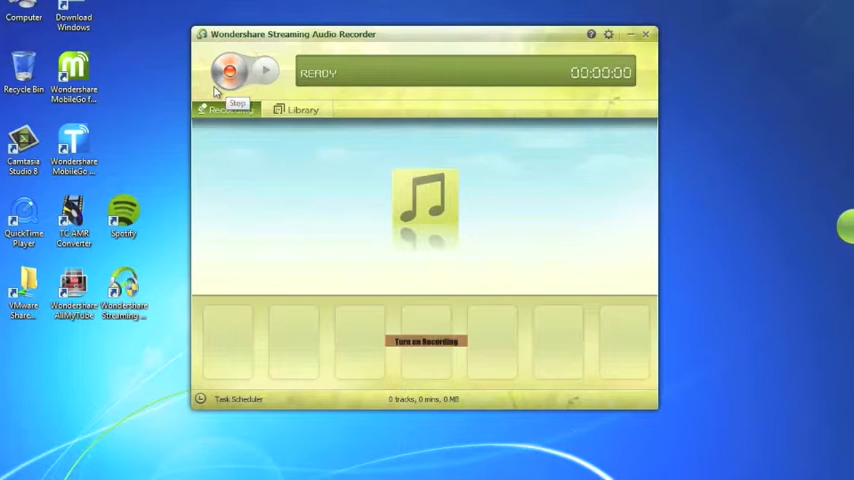 Computer
Download
Windows
Recycle Bin
Wondershare
MobileGo f...
Camtasia
Studio 8
Wondershare
MobileGo ...
QuickTime
Player
TC AMR
Converter
Spotify
VMware
Share...
Wondershare
AllMyTube
Wondershare
Streaming ...
Wondershare Streaming Audio Recorder
READY
00:00:00
Stop
Recording
Library
Turn on Recording
Task Scheduler
0 tracks, 0 mins, 0 MB